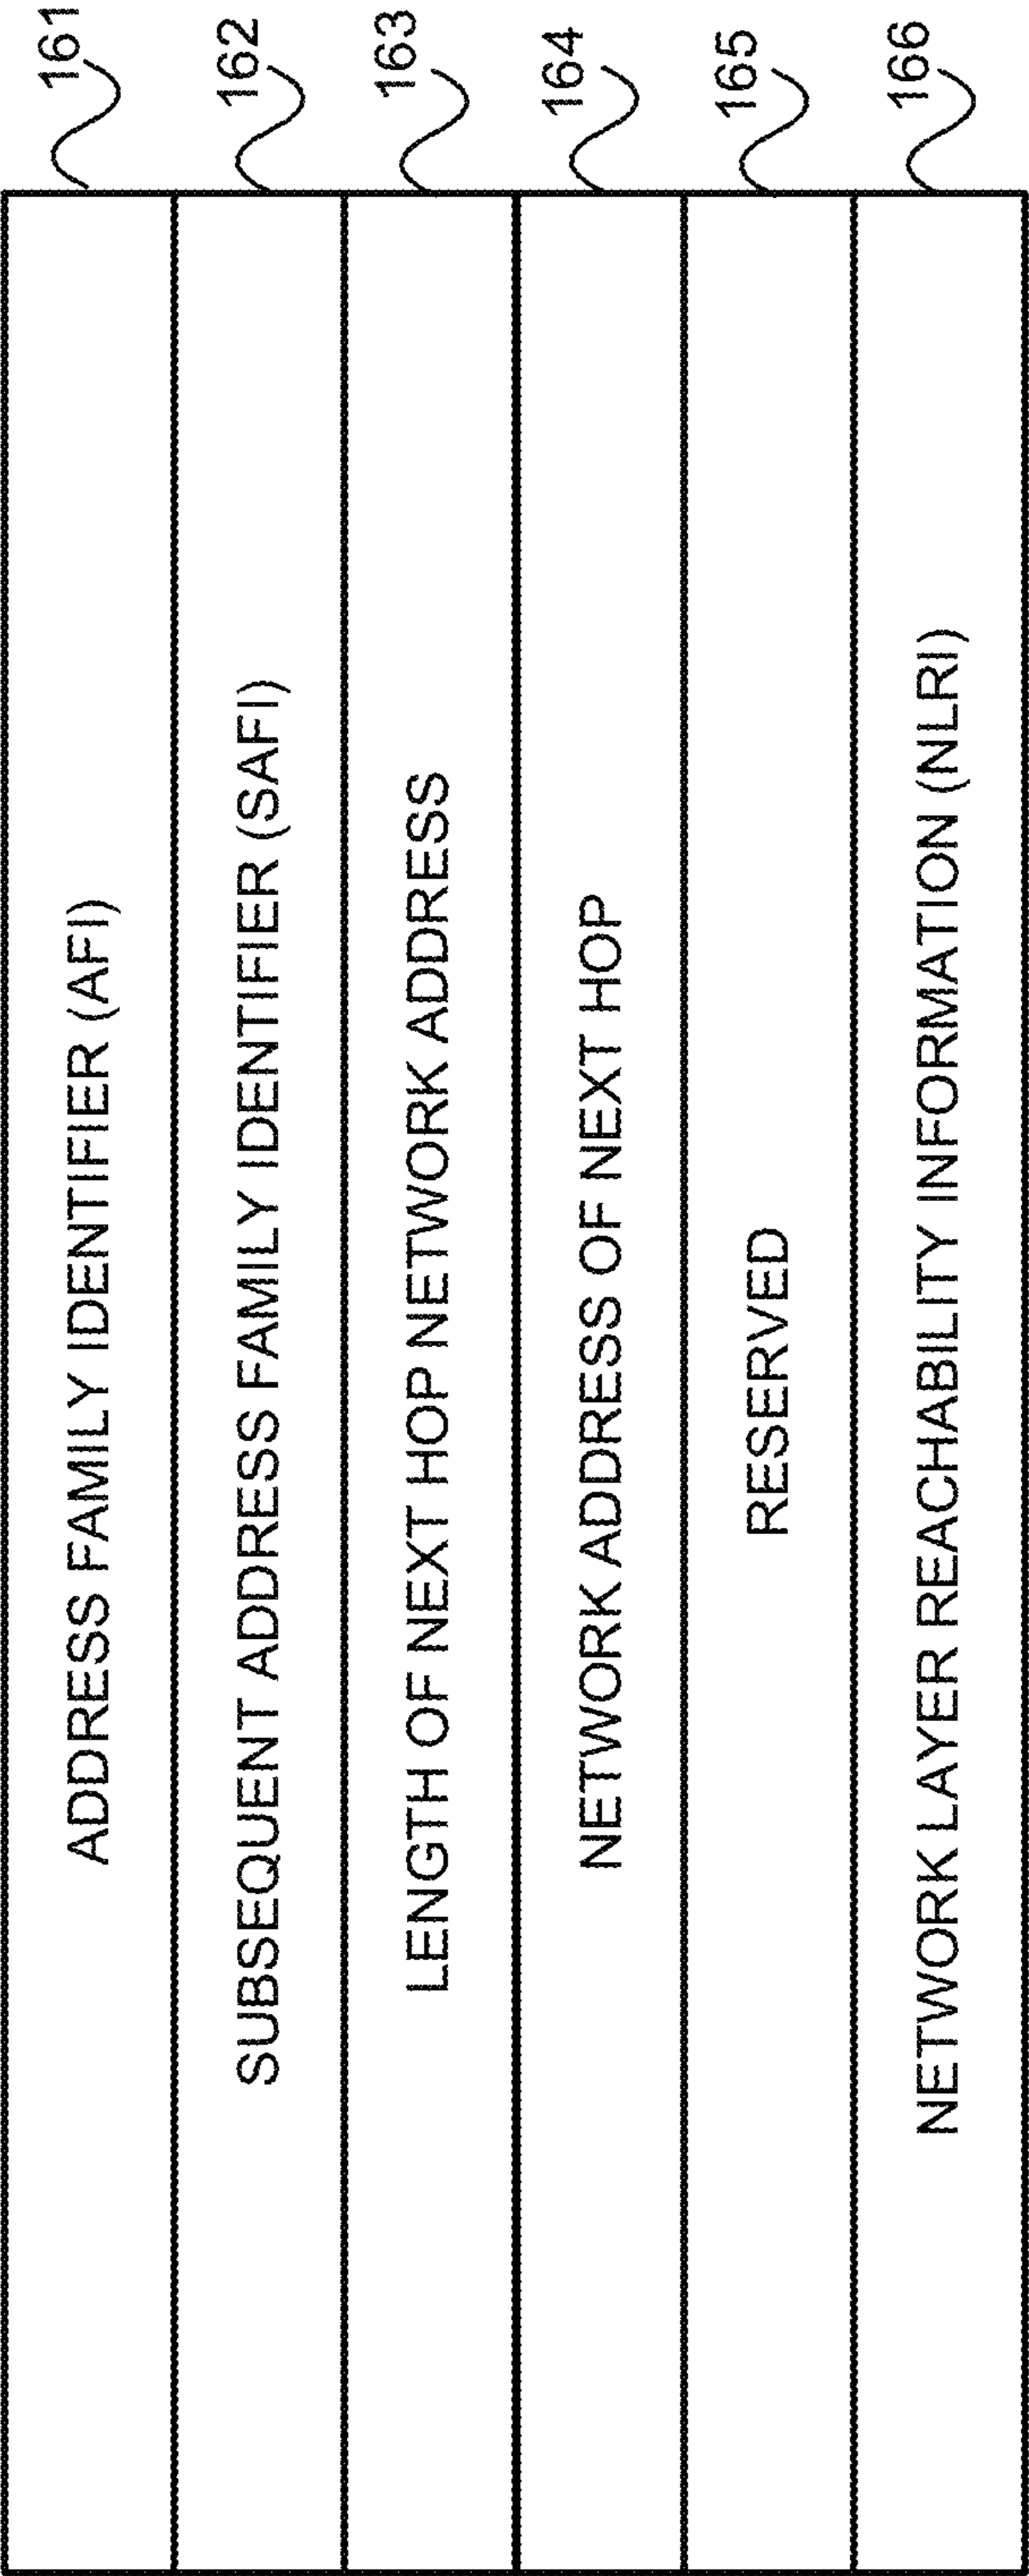 ADDRESS FAMILY IDENTIFIER (AFI) 161
SUBSEQUENT ADDRESS FAMILY IDENTIFIER (SAFI) 162
LENGTH OF NEXT HOP NETWORK ADDRESS 163
NETWORK ADDRESS OF NEXT HOP 164
RESERVED 165
NETWORK LAYER REACHABILITY INFORMATION (NLRI) 166